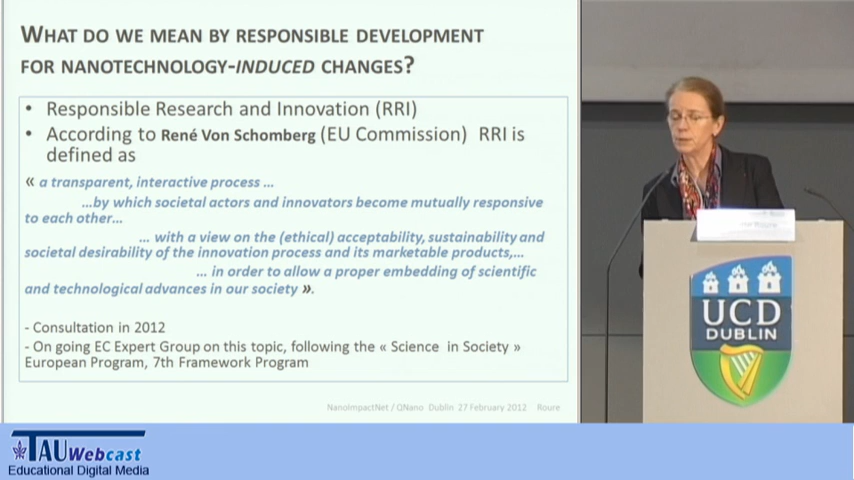 WHAT DO WE MEAN BY RESPONSIBLE DEVELOPMENT
FOR NANOTECHNOLOGY-INDUCED CHANGES?
• Responsible Research and Innovation (RRI)
• According to René Von Schomberg (EU Commission) RRI is
defined as
« a transparent, interactive process ...
...by which societal actors and innovators become mutually responsive
to each other...
... with a view on the (ethical) acceptability, sustainability and
societal desirability of the innovation process and its marketable products,...
... in order to allow a proper embedding of scientific
and technological advances in our society ».
- Consultation in 2012
- On going EC Expert Group on this topic, following the « Science in Society »
European Program, 7th Framework Program
NanoImpactNet / QNano Dublin 27 February 2012 Roure
UCD
DUBLIN
TAU Webcast
Educational Digital Media